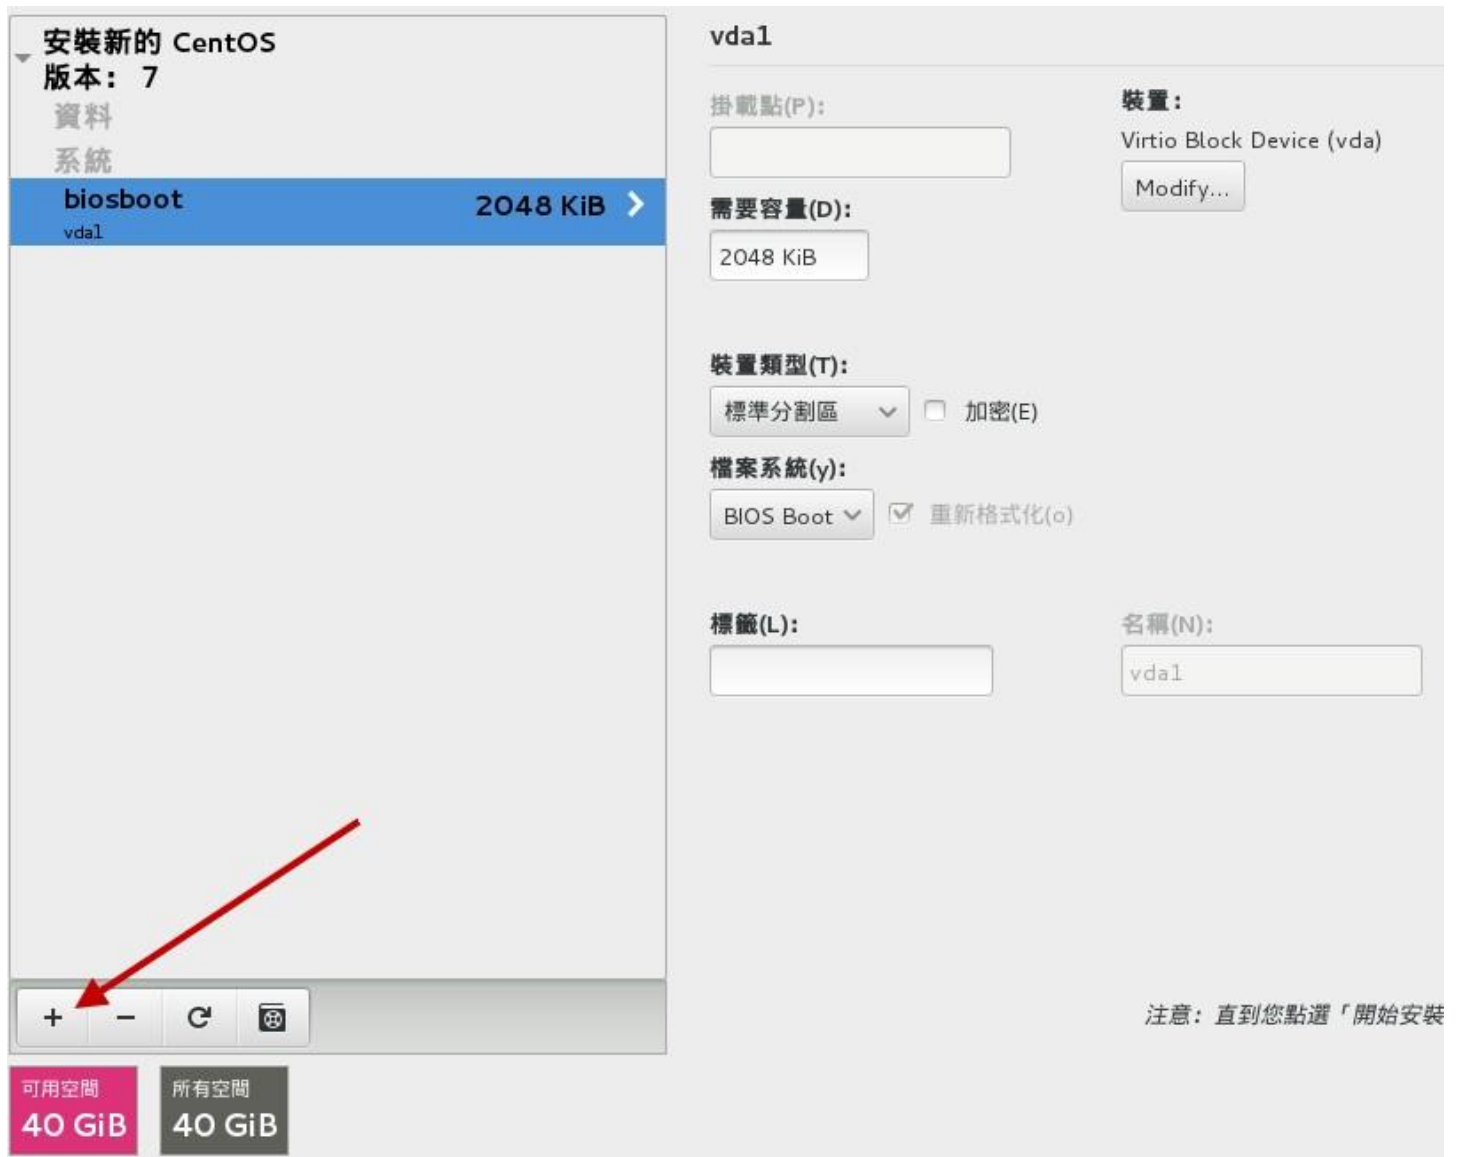 安裝新的 CentOS
版本： 7
資料
系統
biosboot
2048 KiB
vda1
+ -
可用空間
40 GiB
所有空間
40 GiB
vda1
掛載點(P):
裝置：
Virtio Block Device (vda)
Modify...
需要容量(D):
2048 KiB
裝置類型(T):
標準分割區
加密(E)
檔案系統(y):
BIOS Boot
重新格式化(o)
標籤(L):
名稱(N):
vda1
注意：直到您點選「開始安裝